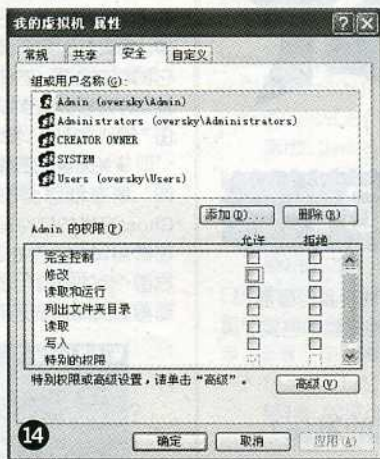 我的虚拟机 属性
常规 共享 安全 自定义
组或用户名称(G):
Admin (oversky\Admin)
Administrators (oversky\Administrators)
CREATOR OWNER
SYSTEM
Users (oversky\Users)
添加(D)... 删除(R)
Admin 的权限(P) 允许 拒绝
完全控制
修改
读取和运行
列出文件夹目录
读取
写入
特别的权限
特别权限或高级设置，请单击“高级”。 高级(V)
14
确定 取消 应用(A)